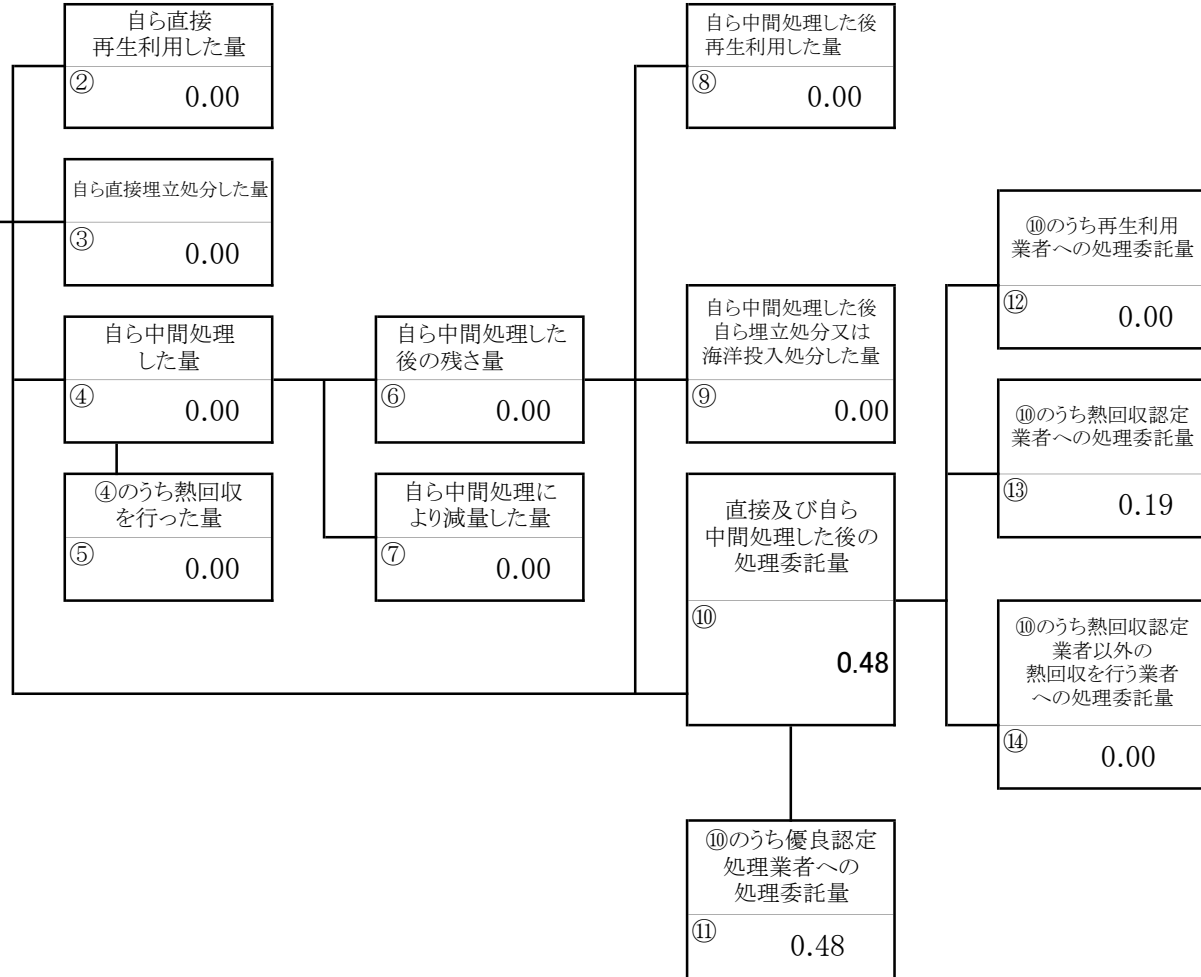 自ら直接
再生利用した量
②
0.00
自ら中間処理した後
再生利用した量
⑧
0.00
自ら直接埋立処分した量
③
0.00
⑩のうち再生利用
業者への処理委託量
⑫
0.00
自ら中間処理
した量
④
0.00
自ら中間処理した
後の残さ量
⑥
0.00
自ら中間処理した後
自ら埋立処分又は
海洋投入処分した量
⑨
0.00
⑩のうち熱回収認定
業者への処理委託量
⑬
0.19
④のうち熱回収
を行った量
⑤
0.00
自ら中間処理に
より減量した量
⑦
0.00
直接及び自ら
中間処理した後の
処理委託量
⑩
0.48
⑩のうち熱回収認定
業者以外の
熱回収を行う業者
への処理委託量
⑭
0.00
⑩のうち優良認定
処理業者への
処理委託量
⑪
0.48